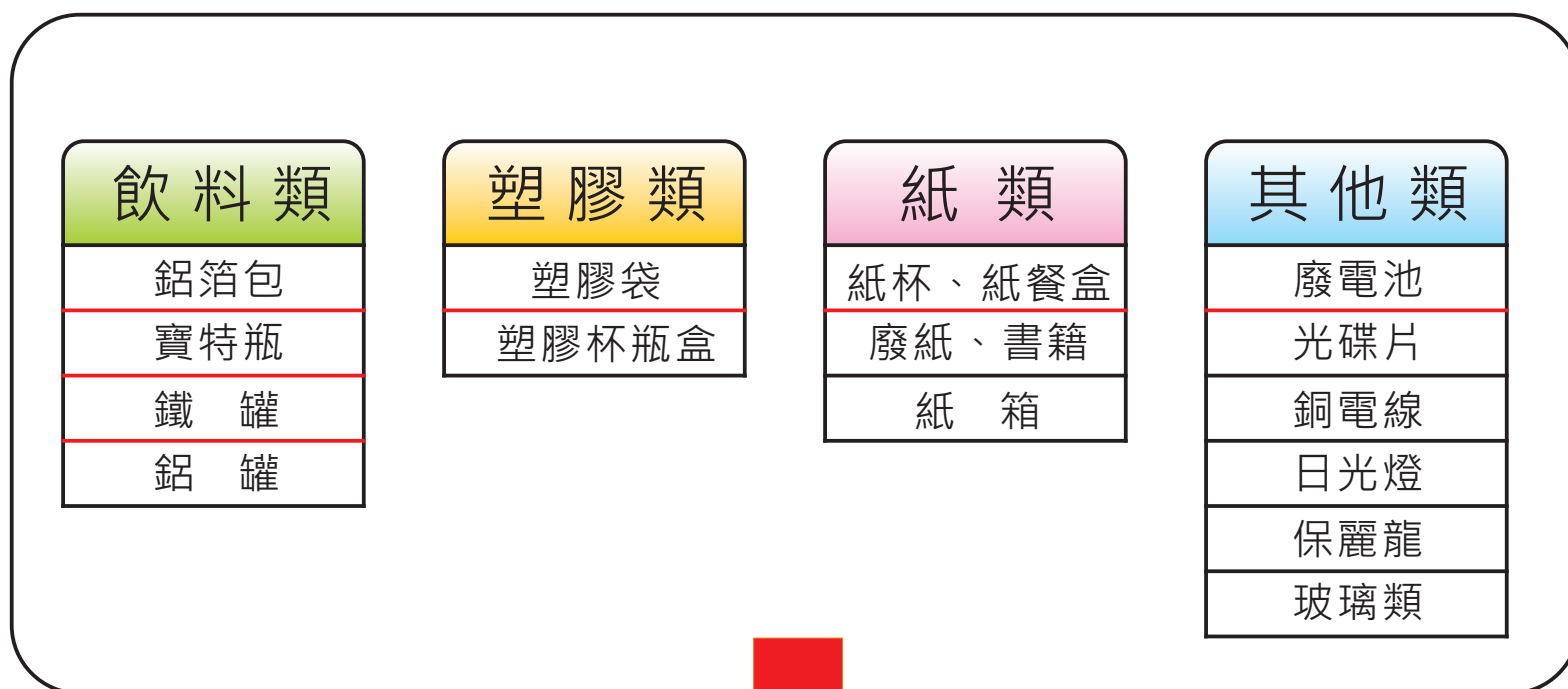 飲料類
鋁箔包
寶特瓶
鐵 罐
鋁 罐
塑膠類
塑膠袋
塑膠杯瓶盒
紙 類
紙杯、紙餐盒
廢紙、書籍
紙 箱
其他類
廢電池
光碟片
銅電線
日光燈
保麗龍
玻璃類